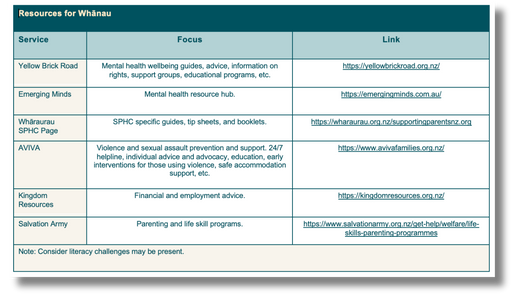 Resources for Whānau
Service Focus Link
Yellow Brick Road
Mental health wellbeing guides, advice, information on
rights, support groups, educational programs, etc.
https://yellowbrickroad.org.nz/
Emerging Minds
Mental health resource hub.
https://emergingminds.com.au/
Whāraurau
SPHC Page
SPHC specific guides, tip sheets, and booklets.
https://wharaurau.org.nz/supportingparentsnz.org
AVIVA
Violence and sexual assault prevention and support. 24/7
helpline, individual advice and advocacy, education, early
interventions for those using violence, safe accommodation
support, etc.
https://www.avivafamilies.org.nz/
Kingdom
Resources
Financial and employment advice.
https://kingdomresources.org.nz/
Salvation Army
Parenting and life skill programs.
https://www.salvationarmy.org.nz/get-help/welfare/life-
skills-parenting-programmes
Note: Consider literacy challenges may be present.